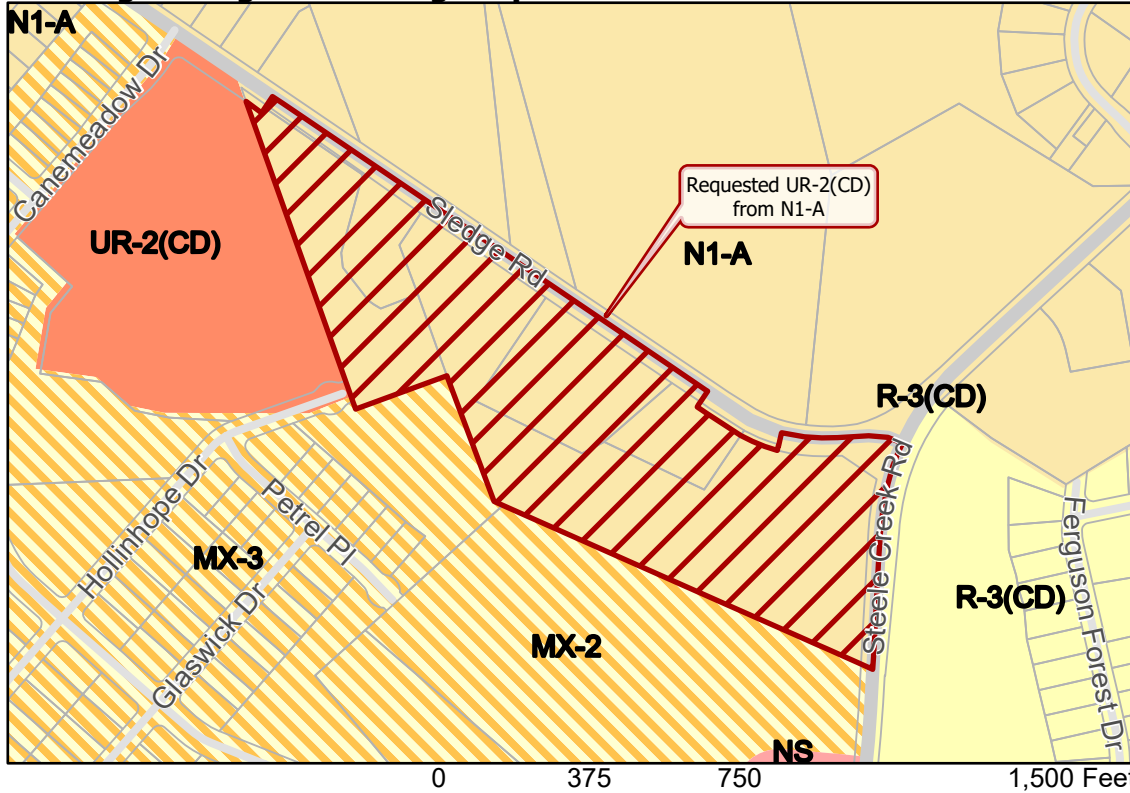 N1-A
Canemeadow Dr
UR-2(CD)
Requested UR-2(CD)
from N1-A
Sledge Rd
N1-A
R-3(CD)
Steele Creek Rd
Hollinhope Dr
Petrel Pl
MX-3
Glaswick Dr
MX-2
R-3(CD)
Ferguson Forest Dr
NS
0 375 750 1,500 Feet